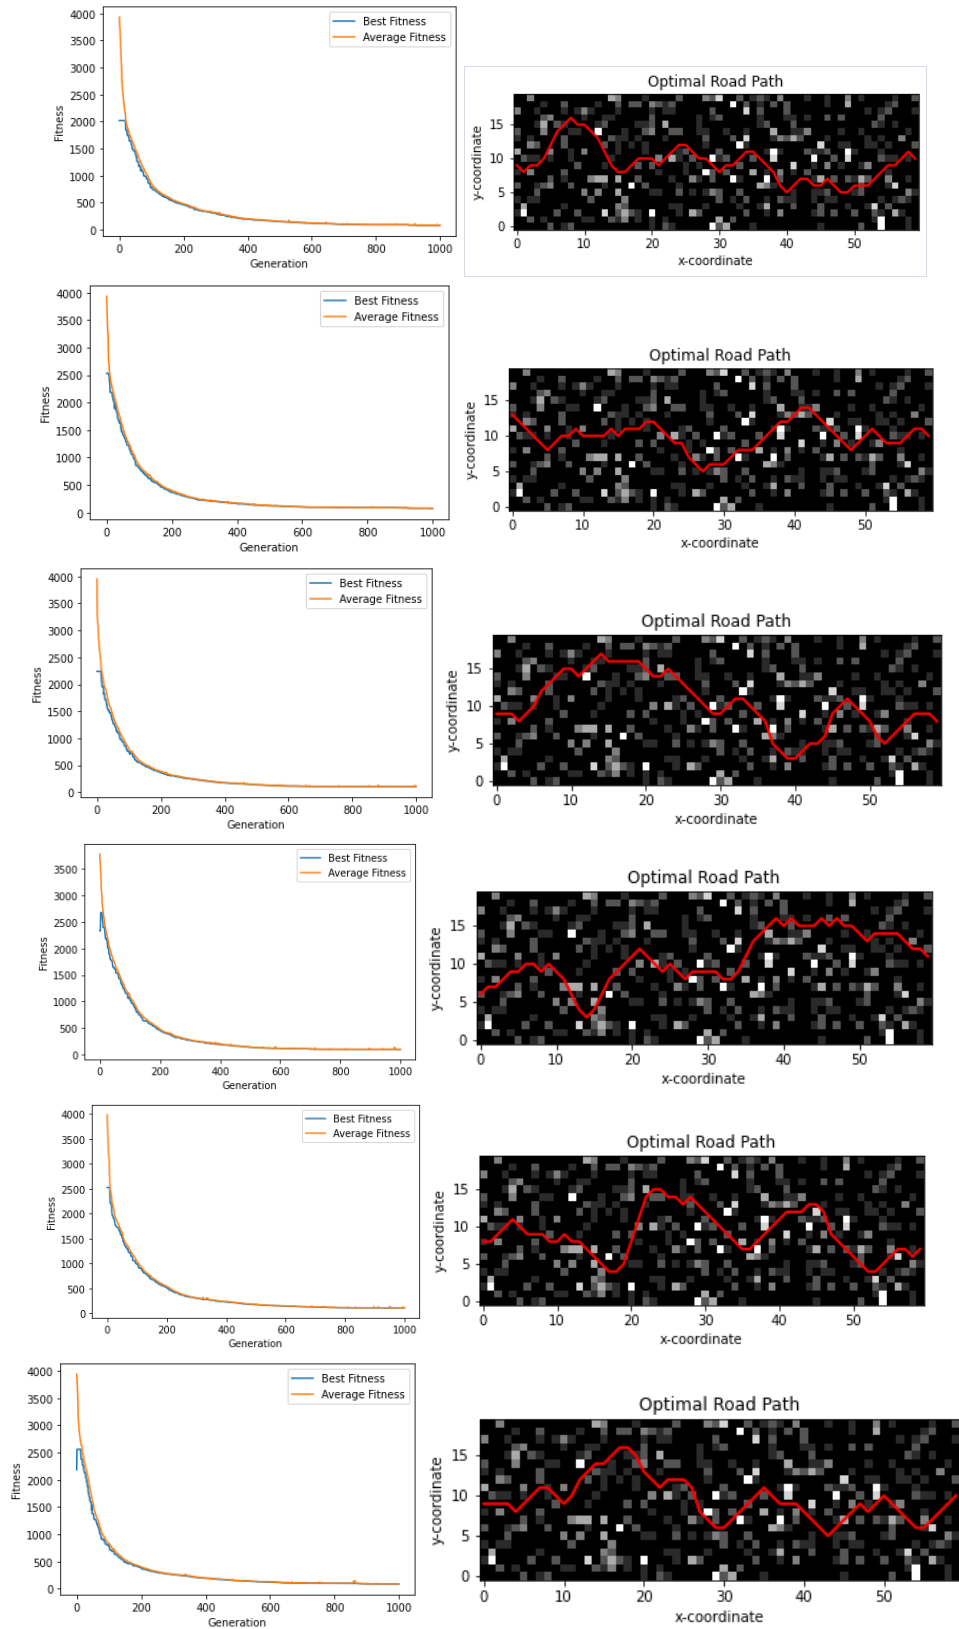 4000
3500
3000
2500
2000
1500
1000
500
0
Fitness
Best Fitness
Average Fitness
0 200 400 600 800 1000
Generation
Optimal Road Path
15
10
5
0
y-coordinate
0 10 20 30 40 50
x-coordinate
4000
3500
3000
2500
2000
1500
1000
500
0
Fitness
Best Fitness
Average Fitness
0 200 400 600 800 1000
Generation
Optimal Road Path
15
10
5
0
y-coordinate
0 10 20 30 40 50
x-coordinate
4000
3500
3000
2500
2000
1500
1000
500
0
Fitness
Best Fitness
Average Fitness
0 200 400 600 800 1000
Generation
Optimal Road Path
15
10
5
0
y-coordinate
0 10 20 30 40 50
x-coordinate
3500
3000
2500
2000
1500
1000
500
0
Fitness
Best Fitness
Average Fitness
0 200 400 600 800 1000
Generation
Optimal Road Path
15
10
5
0
y-coordinate
0 10 20 30 40 50
x-coordinate
4000
3500
3000
2500
2000
1500
1000
500
0
Fitness
Best Fitness
Average Fitness
0 200 400 600 800 1000
Generation
Optimal Road Path
15
10
5
0
y-coordinate
0 10 20 30 40 50
x-coordinate
4000
3500
3000
2500
2000
1500
1000
500
0
Fitness
Best Fitness
Average Fitness
0 200 400 600 800 1000
Generation
Optimal Road Path
15
10
5
0
y-coordinate
0 10 20 30 40 50
x-coordinate